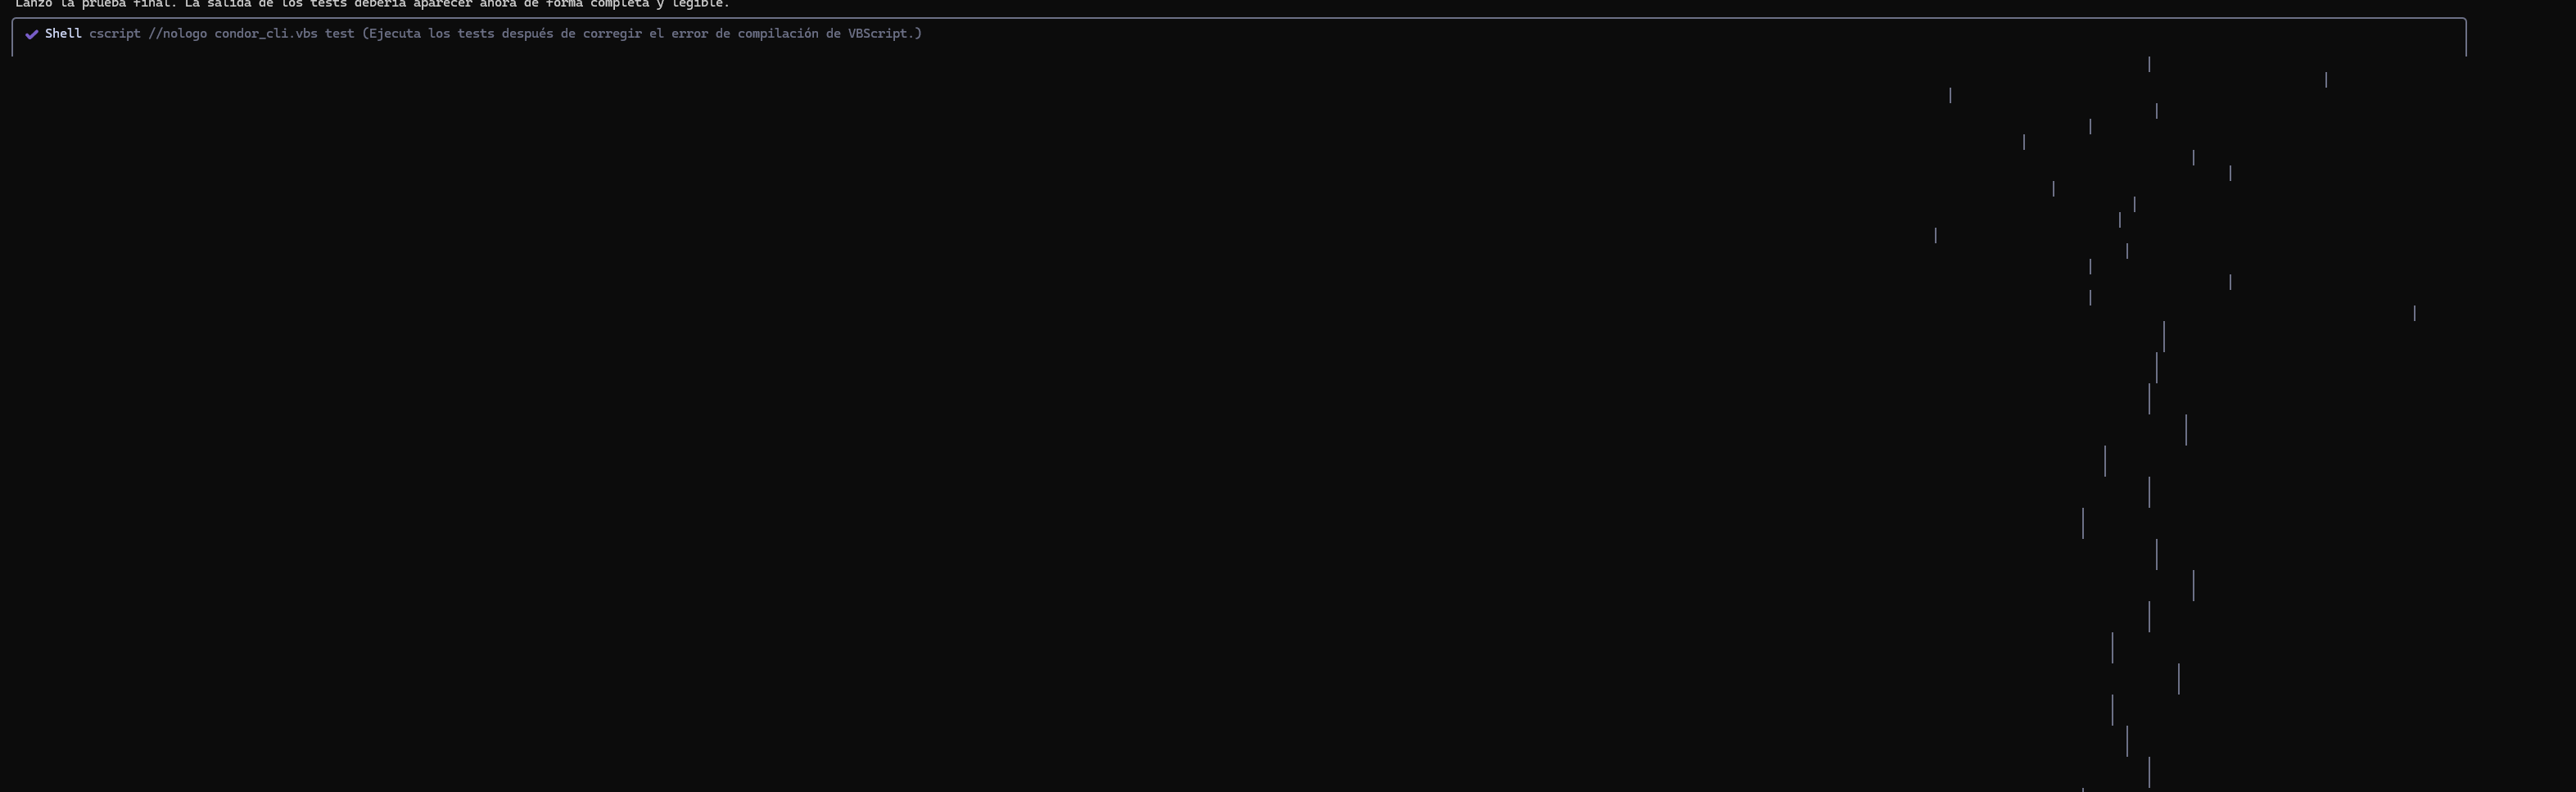 Lanzo la prueba final. La salida de los tests debería aparecer ahora de forma completa y legible.
✔ Shell cscript //nologo condor_cli.vbs test (Ejecuta los tests después de corregir el error de compilación de VBScript.)